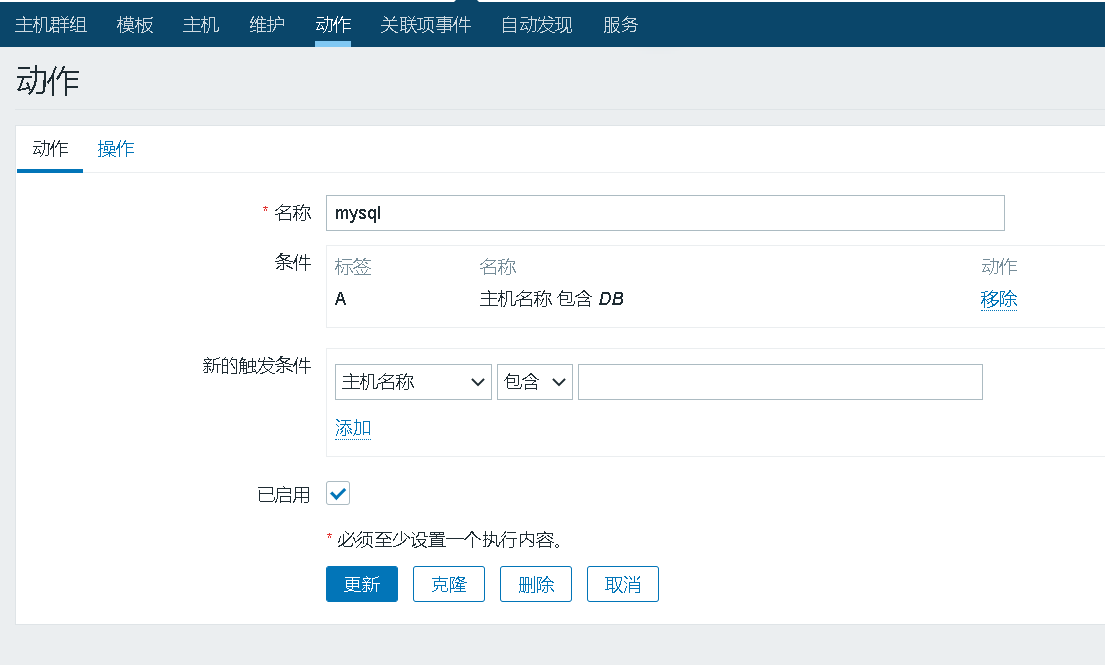 主机群组 模板 主机 维护 动作 关联项事件 自动发现 服务
动作
动作 操作
* 名称 mysql
条件 标签 名称 动作
A 主机名称 包含 DB 移除
新的触发条件 主机名称 包含
添加
已启用
* 必须至少设置一个执行内容。
更新 克隆 删除 取消